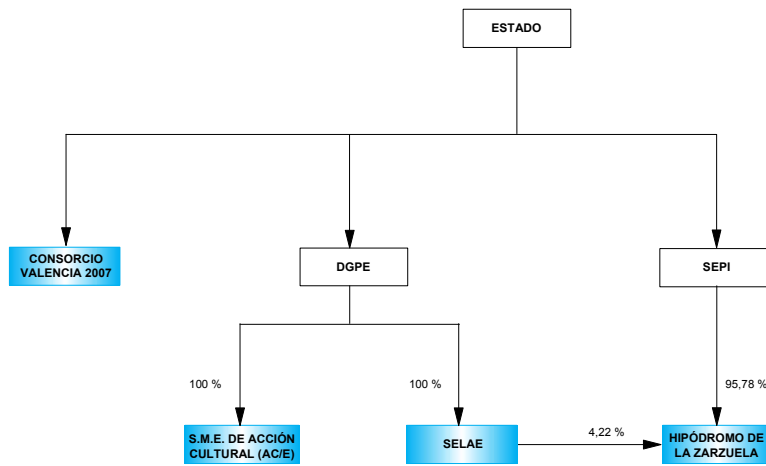 ESTADO
CONSORCIO
VALENCIA 2007
DGPE
SEPI
100 %
100 %
95,78 %
S.M.E. DE ACCIÓN
CULTURAL (AC/E)
SELAE
4,22 %
HIPÓDROMO DE
LA ZARZUELA